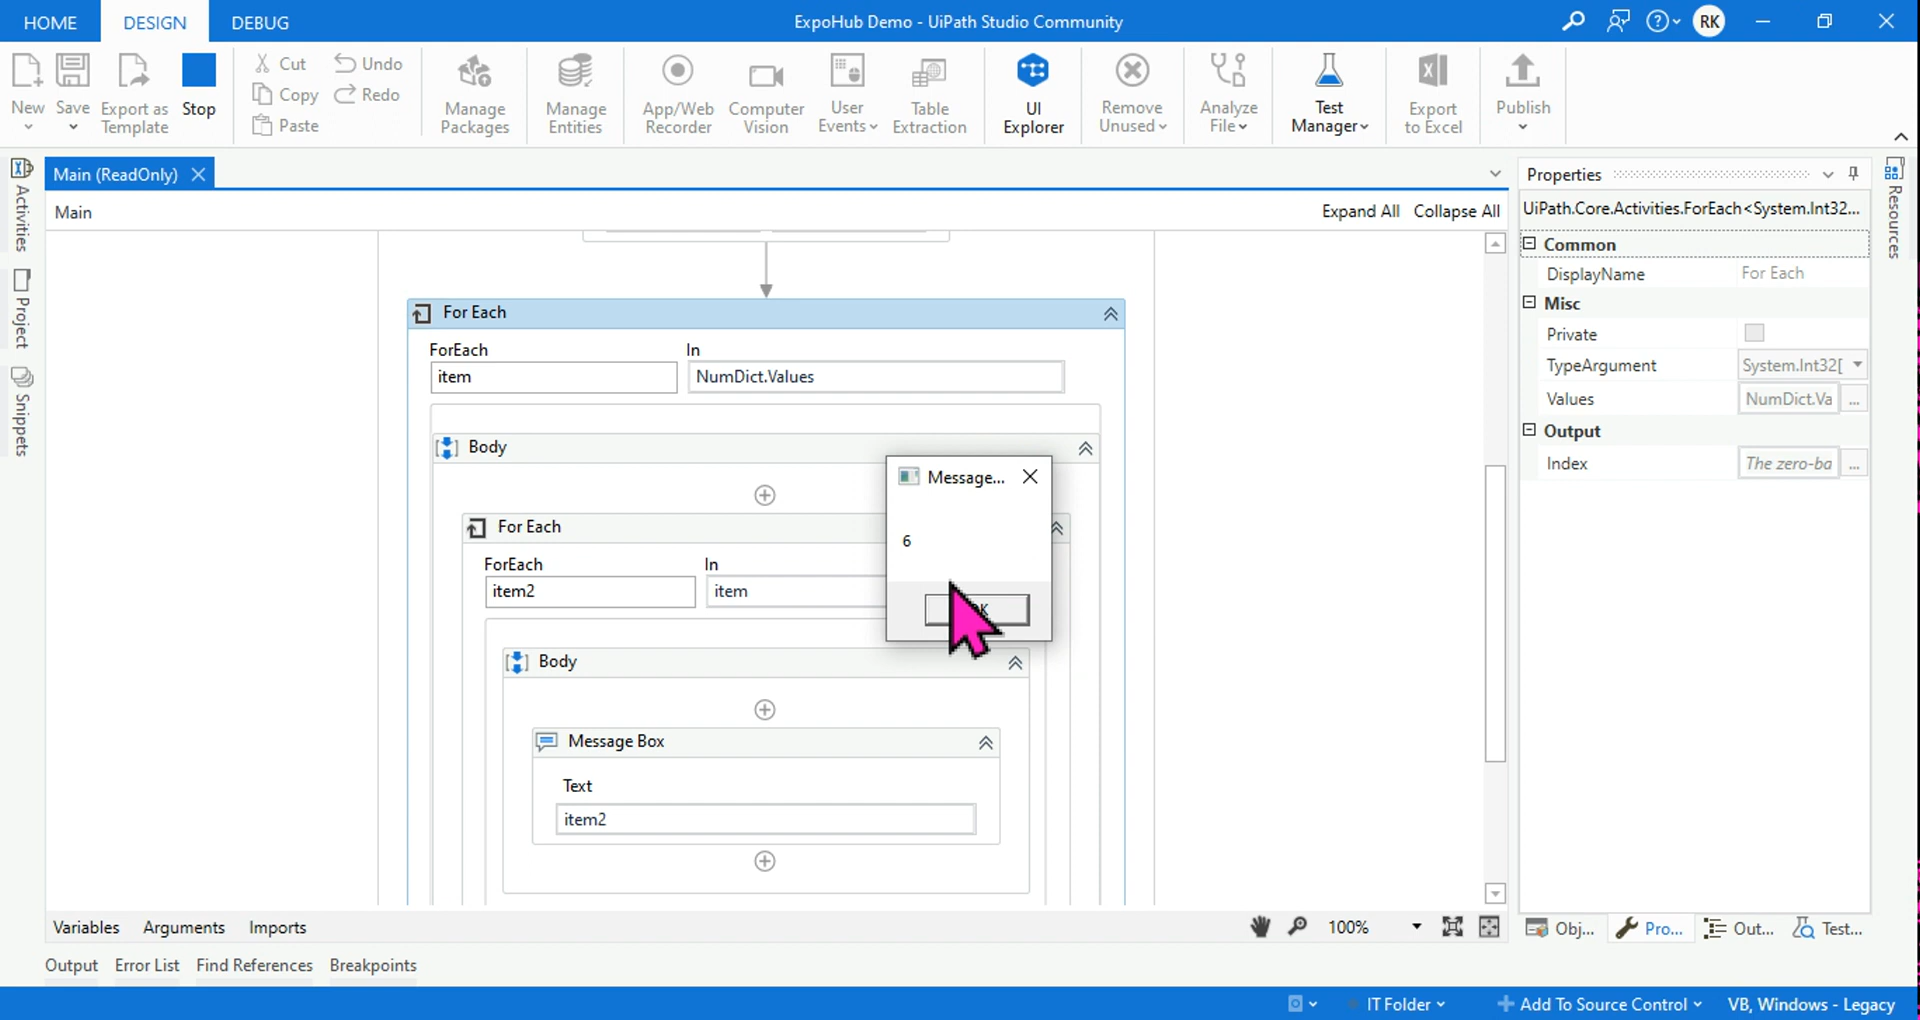 HOME DESIGN DEBUG ExpoHub Demo - UiPath Studio Community RK
New Save Export as Template Stop Cut Copy Paste Undo Redo
Manage Packages Manage Entities App/Web Recorder Computer Vision User Events Table Extraction UI Explorer Remove Unused Analyze File Test Manager Export to Excel Publish
Activities
Project
Snippets
Main (ReadOnly)
Main Expand All Collapse All
For Each
ForEach In
item NumDict.Values
Body
For Each
ForEach In
item2 item
Body
Message Box
Text
item2
Message...
6
Properties
UiPath.Core.Activities.ForEach<System.Int32...
Common
DisplayName For Each
Misc
Private
TypeArgument System.Int32[
Values NumDict.Va ...
Output
Index The zero-ba ...
Resources
Variables Arguments Imports 100% Obj... Pro... Out... Test...
Output Error List Find References Breakpoints
IT Folder Add To Source Control VB, Windows - Legacy